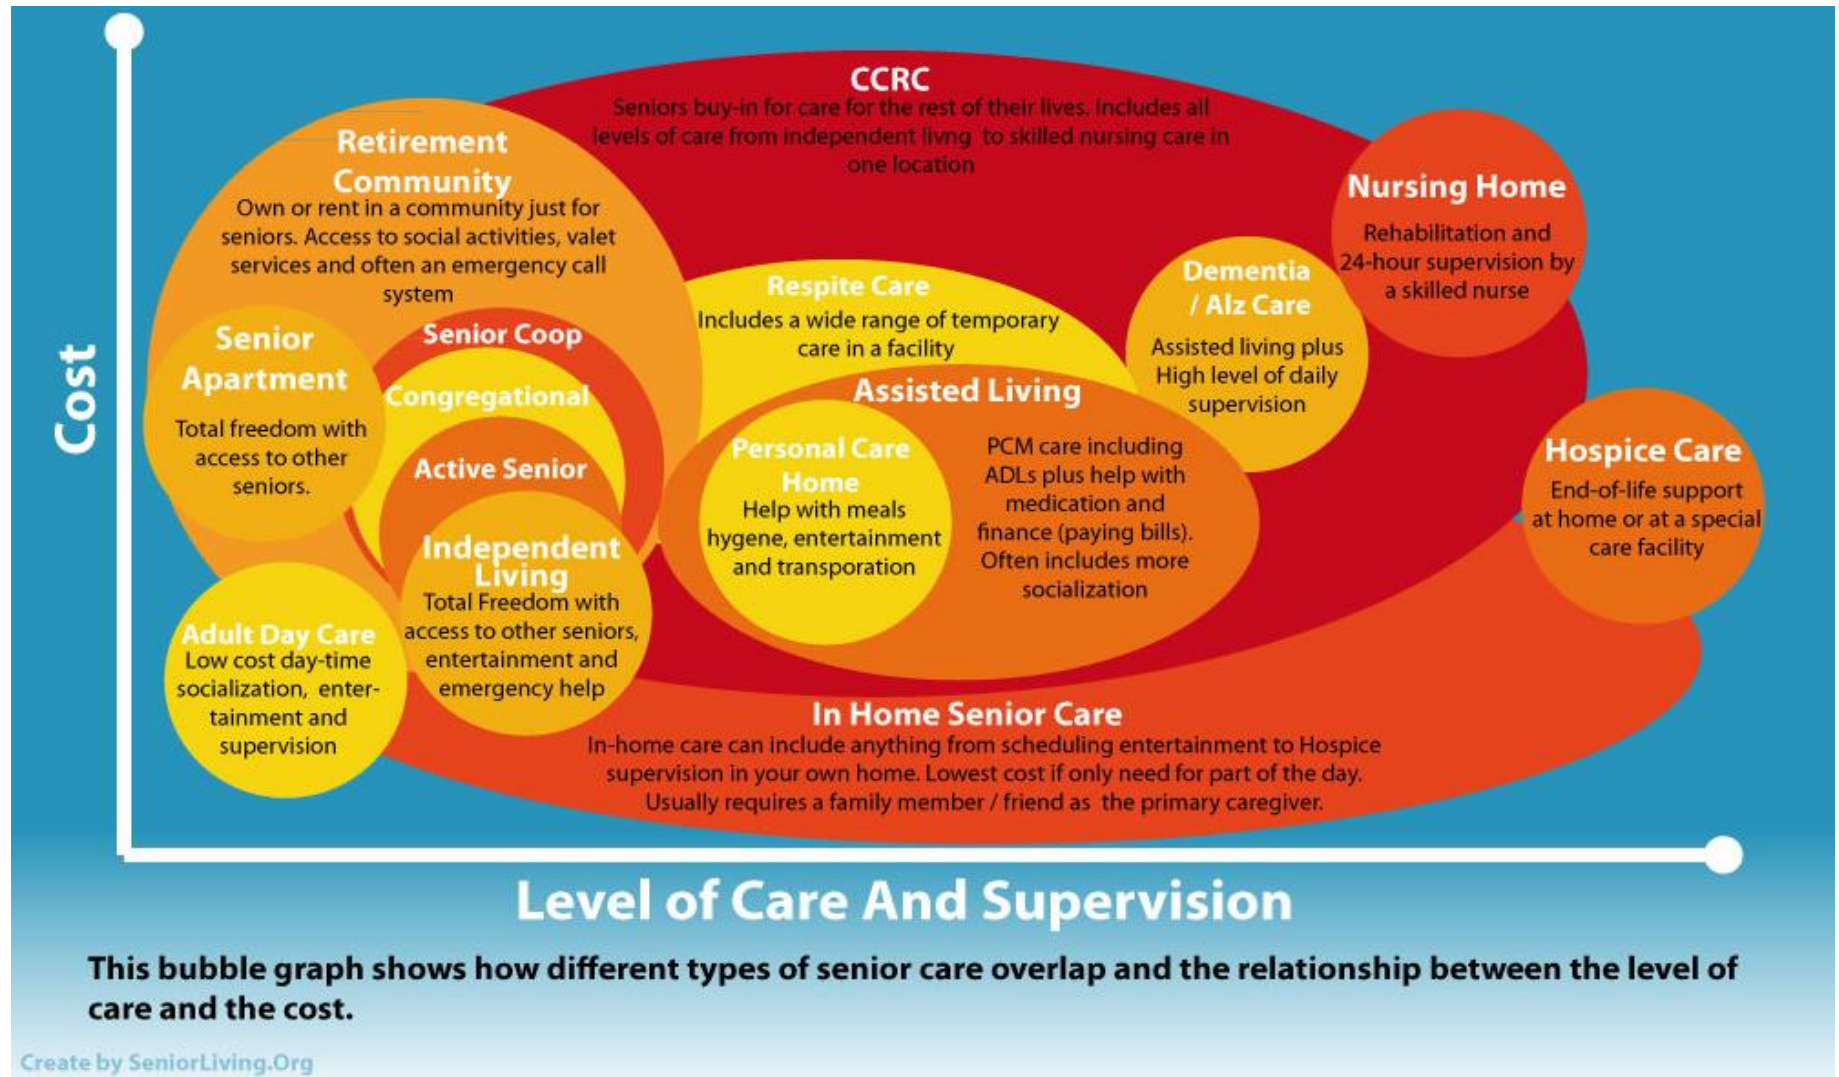 CCRC
Seniors buy-in for care for the rest of their lives. Includes all
levels of care from independent livng to skilled nursing care in
one location
Retirement
Community
Own or rent in a community just for
seniors. Access to social activities, valet
services and often an emergency call
system
Nursing Home
Rehabilitation and
24-hour supervision by
a skilled nurse
Dementia
/ Alz Care
Assisted living plus
High level of daily
supervision
Respite Care
Includes a wide range of temporary
care in a facility
Senior
Apartment
Total freedom with
access to other
seniors.
Senior Coop
Congregational
Active Senior
Independent
Living
Total Freedom with
access to other seniors,
entertainment and
emergency help
Assisted Living
PCM care including
ADLs plus help with
medication and
finance (paying bills).
Often includes more
socialization
Personal Care
Home
Help with meals
hygene, entertainment
and transporation
Hospice Care
End-of-life support
at home or at a special
care facility
Adult Day Care
Low cost day-time
socialization, enter-
tainment and
supervision
In Home Senior Care
In-home care can include anything from scheduling entertainment to Hospice
supervision in your own home. Lowest cost if only need for part of the day.
Usually requires a family member / friend as the primary caregiver.
Cost
Level of Care And Supervision
This bubble graph shows how different types of senior care overlap and the relationship between the level of
care and the cost.
Create by SeniorLiving.Org